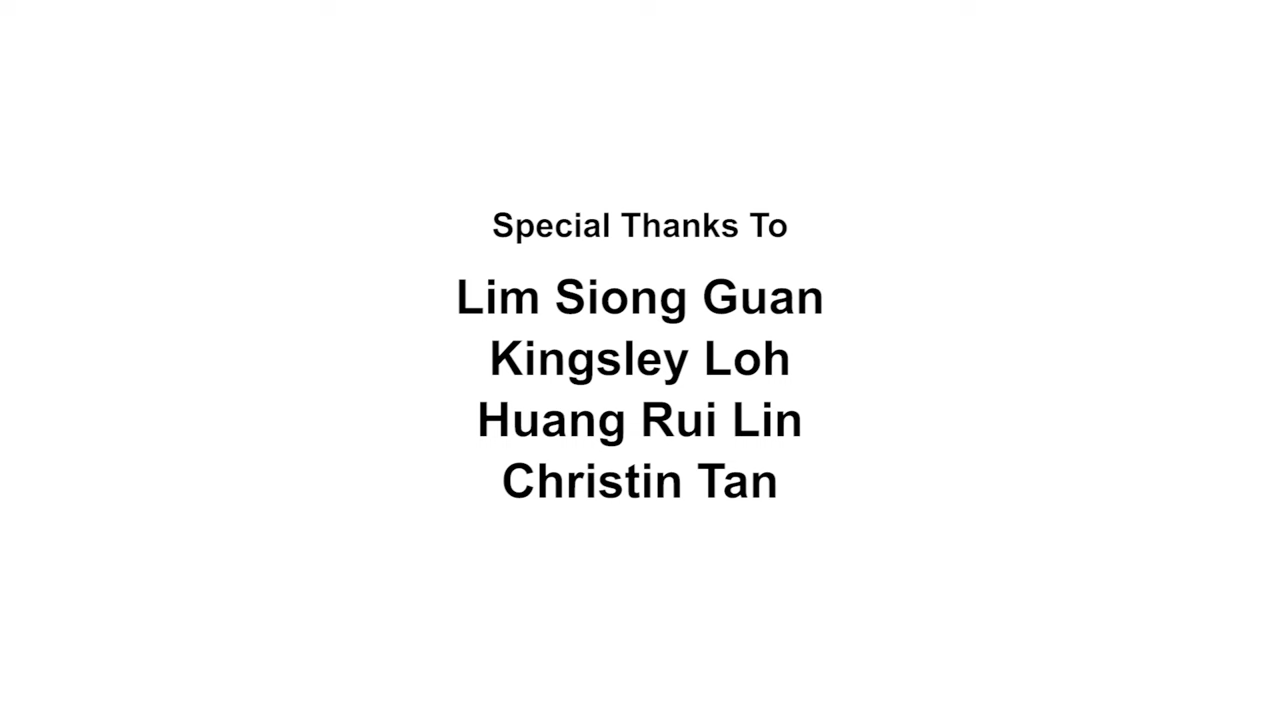 Special Thanks To
Lim Siong Guan
Kingsley Loh
Huang Rui Lin
Christin Tan